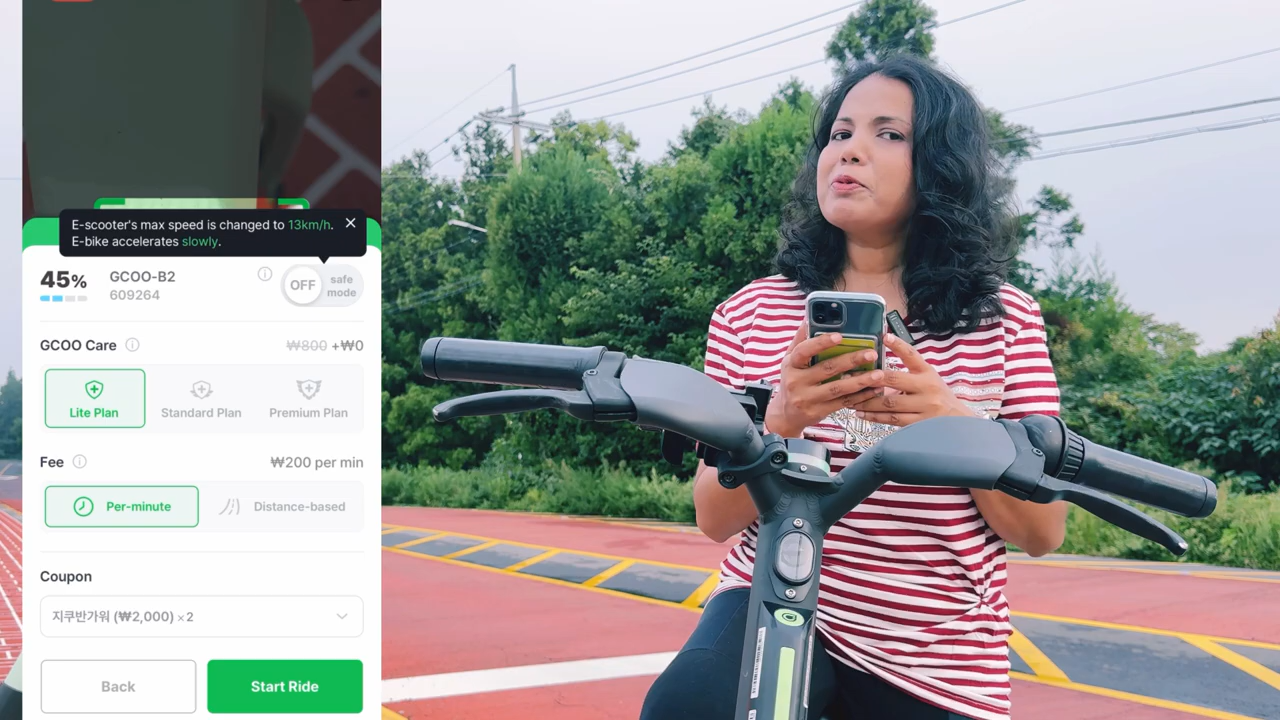 E-scooter's max speed is changed to 13km/h.
E-bike accelerates slowly.
45%
GCOO-B2
609264
OFF
safe
mode
GCOO Care
₩800 +₩0
Lite Plan
Standard Plan
Premium Plan
Fee
₩200 per min
Per-minute
Distance-based
Coupon
지쿠반가워 (₩2,000) ×2
Back
Start Ride